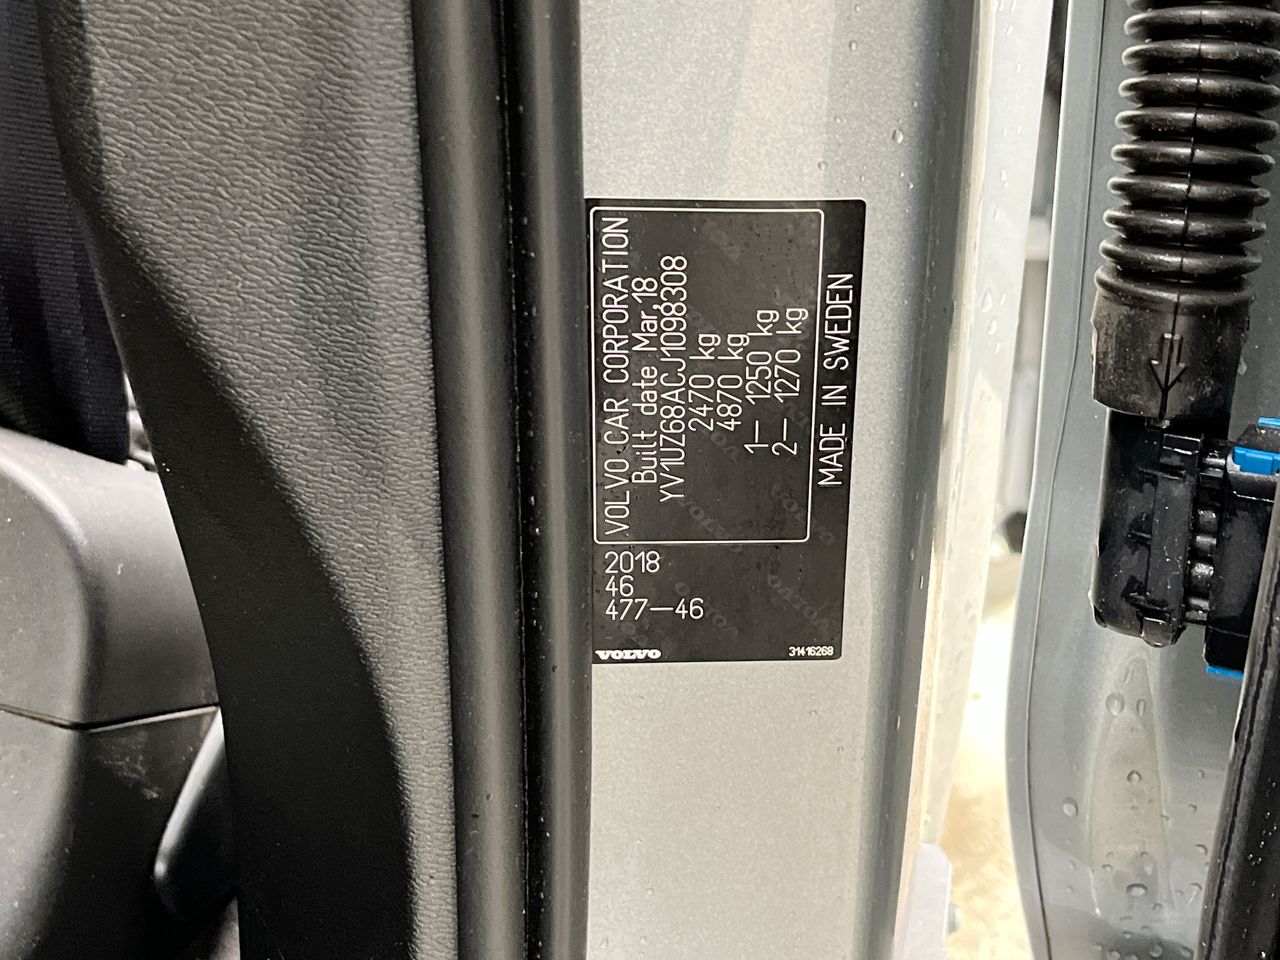 VOLVO CAR CORPORATION
Built date Mar,18
YV1UZ68ACJ1098308
2470 kg
4870 kg
1– 1250 kg
2– 1270 kg
MADE IN SWEDEN
2018
46
477–46
VOLVO
31416268